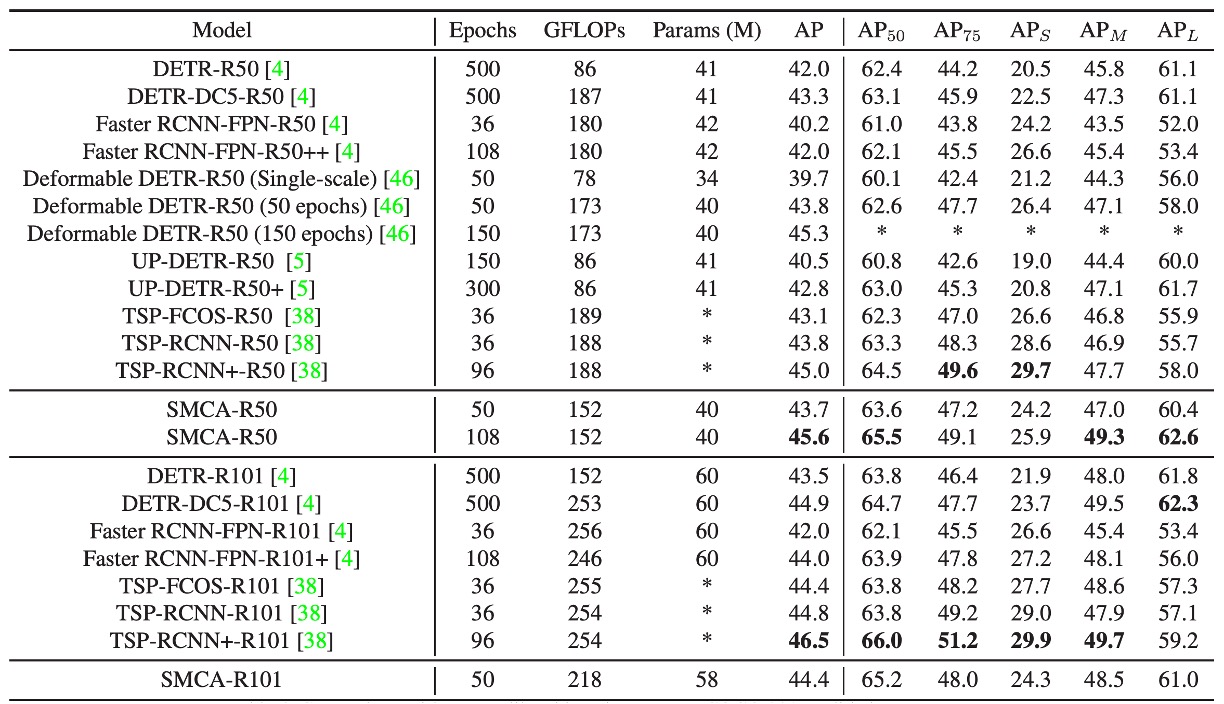 Model Epochs GFLOPs Params (M) AP AP50 AP75 APS APM APL
DETR-R50 [4] 500 86 41 42.0 62.4 44.2 20.5 45.8 61.1
DETR-DC5-R50 [4] 500 187 41 43.3 63.1 45.9 22.5 47.3 61.1
Faster RCNN-FPN-R50 [4] 36 180 42 40.2 61.0 43.8 24.2 43.5 52.0
Faster RCNN-FPN-R50++ [4] 108 180 42 42.0 62.1 45.5 26.6 45.4 53.4
Deformable DETR-R50 (Single-scale) [46] 50 78 34 39.7 60.1 42.4 21.2 44.3 56.0
Deformable DETR-R50 (50 epochs) [46] 50 173 40 43.8 62.6 47.7 26.4 47.1 58.0
Deformable DETR-R50 (150 epochs) [46] 150 173 40 45.3 * * * * *
UP-DETR-R50 [5] 150 86 41 40.5 60.8 42.6 19.0 44.4 60.0
UP-DETR-R50+ [5] 300 86 41 42.8 63.0 45.3 20.8 47.1 61.7
TSP-FCOS-R50 [38] 36 189 * 43.1 62.3 47.0 26.6 46.8 55.9
TSP-RCNN-R50 [38] 36 188 * 43.8 63.3 48.3 28.6 46.9 55.7
TSP-RCNN+-R50 [38] 96 188 * 45.0 64.5 49.6 29.7 47.7 58.0
SMCA-R50 50 152 40 43.7 63.6 47.2 24.2 47.0 60.4
SMCA-R50 108 152 40 45.6 65.5 49.1 25.9 49.3 62.6
DETR-R101 [4] 500 152 60 43.5 63.8 46.4 21.9 48.0 61.8
DETR-DC5-R101 [4] 500 253 60 44.9 64.7 47.7 23.7 49.5 62.3
Faster RCNN-FPN-R101 [4] 36 256 60 42.0 62.1 45.5 26.6 45.4 53.4
Faster RCNN-FPN-R101+ [4] 108 246 60 44.0 63.9 47.8 27.2 48.1 56.0
TSP-FCOS-R101 [38] 36 255 * 44.4 63.8 48.2 27.7 48.6 57.3
TSP-RCNN-R101 [38] 36 254 * 44.8 63.8 49.2 29.0 47.9 57.1
TSP-RCNN+-R101 [38] 96 254 * 46.5 66.0 51.2 29.9 49.7 59.2
SMCA-R101 50 218 58 44.4 65.2 48.0 24.3 48.5 61.0